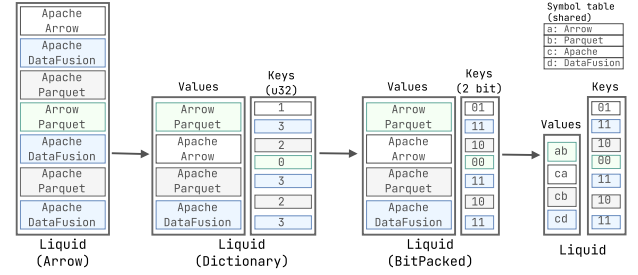 Apache
Arrow
Apache
DataFusion
Apache
Parquet
Arrow
Parquet
Apache
DataFusion
Apache
Parquet
Apache
DataFusion
Liquid
(Arrow)
Values
Arrow
Parquet
Apache
Arrow
Apache
Parquet
Apache
DataFusion
Keys
(u32)
1
3
2
0
3
2
3
Liquid
(Dictionary)
Values
Arrow
Parquet
Apache
Arrow
Apache
Parquet
Apache
DataFusion
Keys
(2 bit)
01
11
10
00
11
10
11
Liquid
(BitPacked)
Symbol table
(shared)
a: Arrow
b: Parquet
c: Apache
d: DataFusion
Values
ab
ca
cb
cd
Keys
01
11
10
00
11
10
11
Liquid